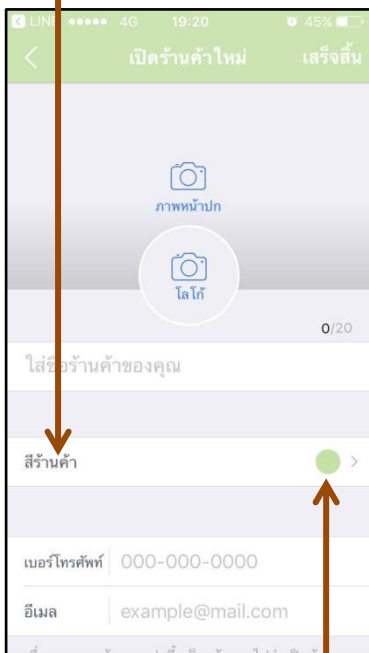 LINE 4G 19:20 45%
เปิดร้านค้าใหม่ เสร็จสิ้น
ภาพหน้าปก
โลโก้
0/20
ใส่ชื่อร้านค้าของคุณ
สีร้านค้า
เบอร์โทรศัพท์ 000-000-0000
อีเมล example@mail.com